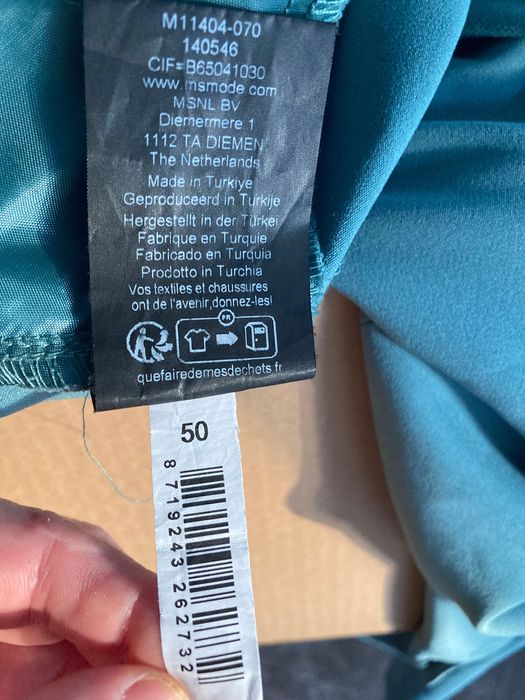 M11404-070
140546
CIF=B65041030
www.msmode.com
MSNL BV
Diemermere 1
1112 TA DIEMEN
The Netherlands
Made in Turkiye
Geproduceerd in Turkije
Hergestellt in der Türkei
Fabrique en Turquie
Fabricado en Turquia
Prodotto in Turchia
Vos textiles et chaussures
ont de l'avenir,donnez-les!
FR
quefairedemesdechets.fr
50
8 719243 262732